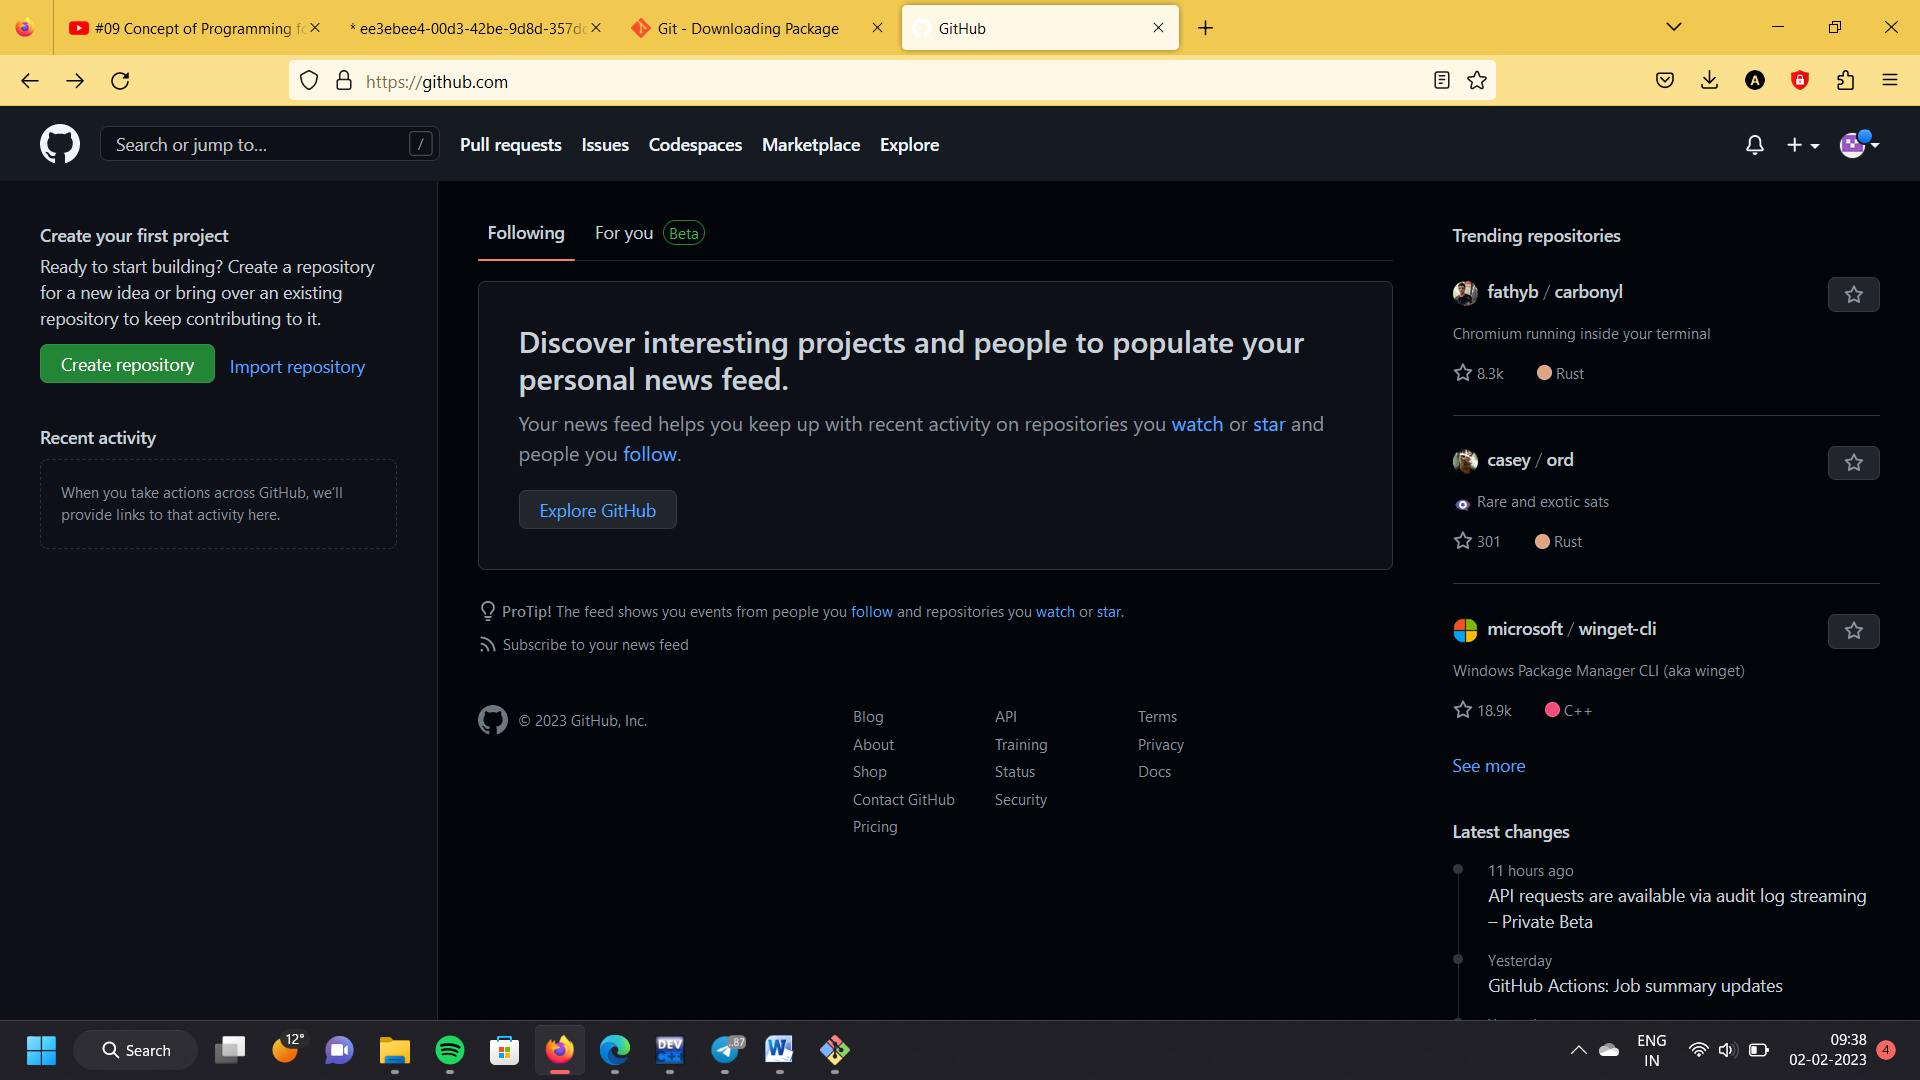 #09 Concept of Programming fo
* ee3ebee4-00d3-42be-9d8d-357d
Git - Downloading Package
GitHub
https://github.com
Search or jump to... /
Pull requests
Issues
Codespaces
Marketplace
Explore
Create your first project
Ready to start building? Create a repository
for a new idea or bring over an existing
repository to keep contributing to it.
Create repository
Import repository
Recent activity
When you take actions across GitHub, we'll
provide links to that activity here.
Following
For you Beta
Discover interesting projects and people to populate your
personal news feed.
Your news feed helps you keep up with recent activity on repositories you watch or star and
people you follow.
Explore GitHub
ProTip! The feed shows you events from people you follow and repositories you watch or star.
Subscribe to your news feed
© 2023 GitHub, Inc.
Blog
About
Shop
Contact GitHub
Pricing
API
Training
Status
Security
Terms
Privacy
Docs
Trending repositories
fathyb / carbonyl
Chromium running inside your terminal
8.3k Rust
casey / ord
Rare and exotic sats
301 Rust
microsoft / winget-cli
Windows Package Manager CLI (aka winget)
18.9k C++
See more
Latest changes
11 hours ago
API requests are available via audit log streaming
– Private Beta
Yesterday
GitHub Actions: Job summary updates
Search
12°
DEV
C++
87
W
ENG
IN
09:38
02-02-2023
4